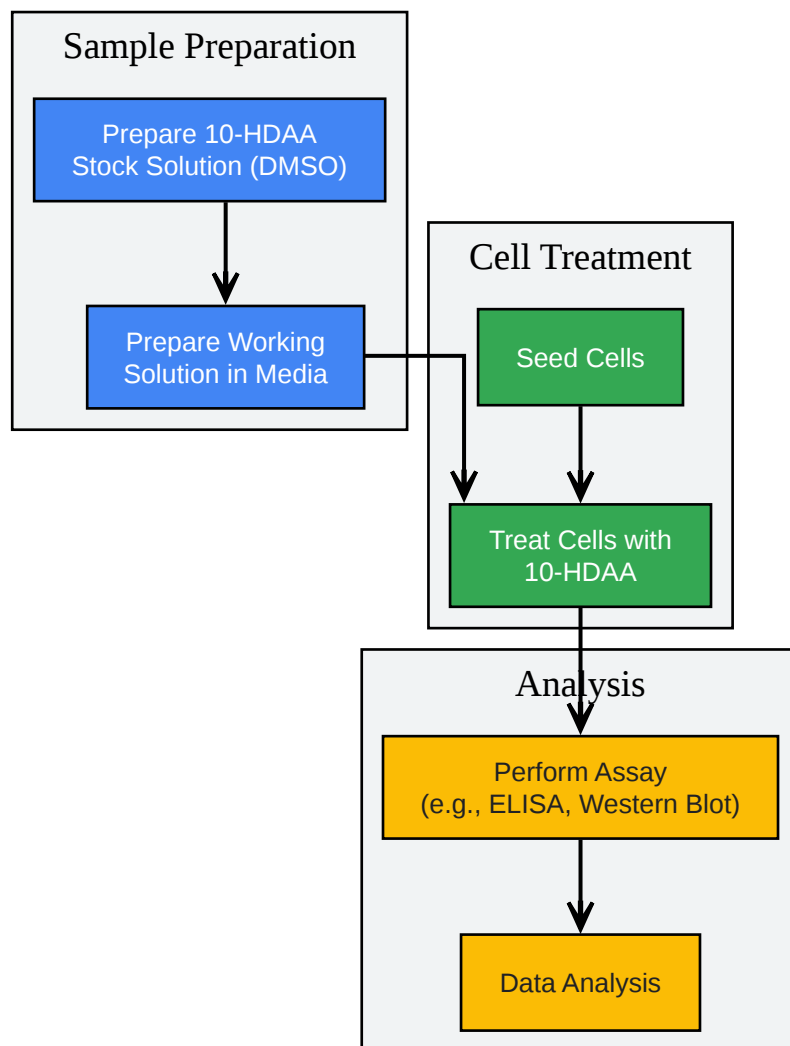 Sample Preparation
Prepare 10-HDAA
Stock Solution (DMSO)
Prepare Working
Solution in Media
Cell Treatment
Seed Cells
Treat Cells with
10-HDAA
Analysis
Perform Assay
(e.g., ELISA, Western Blot)
Data Analysis